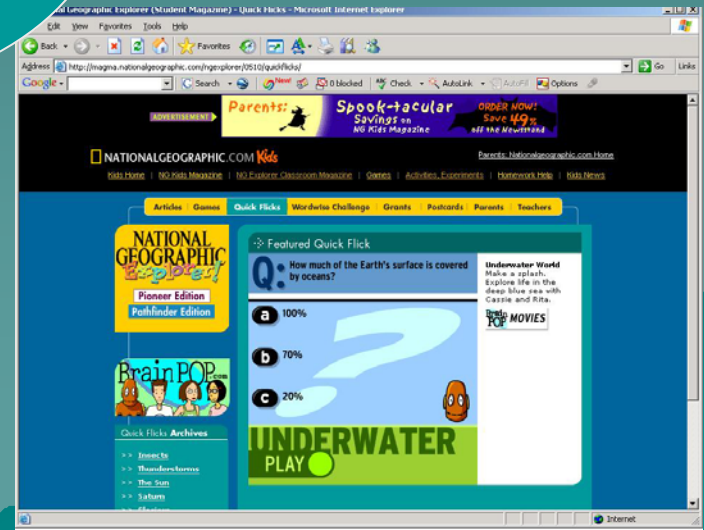 nal Geographic Explorer (Student Magazine) - Quick Flicks - Microsoft Internet Explorer
Edit View Favorites Tools Help
Back Favorites
Address http://magma.nationalgeographic.com/ngexplorer/0510/quickflicks/ Go Links
Google - Search New! 0 blocked Check AutoLink AutoFill Options
ADVERTISEMENT
Parents: Spook-tacular ORDER NOW!
Savings on Save 49%
NG Kids Magazine off the Newsstand
NATIONALGEOGRAPHIC.COM Kids
Parents: Nationalgeographic.com Home
Kids Home | NG Kids Magazine | NG Explorer Classroom Magazine | Games | Activities, Experiments | Homework Help | Kids News
Articles Games Quick Flicks Wordwise Challenge Grants Postcards Parents Teachers
NATIONAL
GEOGRAPHIC
Explorer!
Pioneer Edition
Pathfinder Edition
BrainPOP.com
Quick Flicks Archives
>> Insects
>> Thunderstorms
>> The Sun
>> Saturn
Featured Quick Flick
Q: How much of the Earth's surface is covered
by oceans?
a 100%
b 70%
c 20%
UNDERWATER
PLAY
Underwater World
Make a splash.
Explore life in the
deep blue sea with
Cassie and Rita.
Brain POP MOVIES
Internet